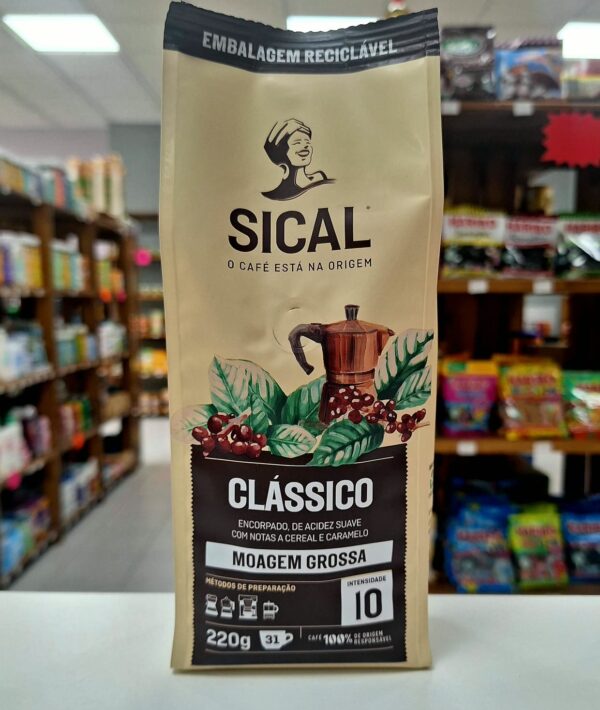 EMBALAGEM RECICLÁVEL
SICAL
O CAFÉ ESTÁ NA ORIGEM
CLÁSSICO
ENCORPADO, DE ACIDEZ SUAVE
COM NOTAS A CEREAL E CARAMELO
MOAGEM GROSSA
MÉTODOS DE PREPARAÇÃO
INTENSIDADE
10
220g
31
CAFÉ 100% DE ORIGEM
RESPONSÁVEL